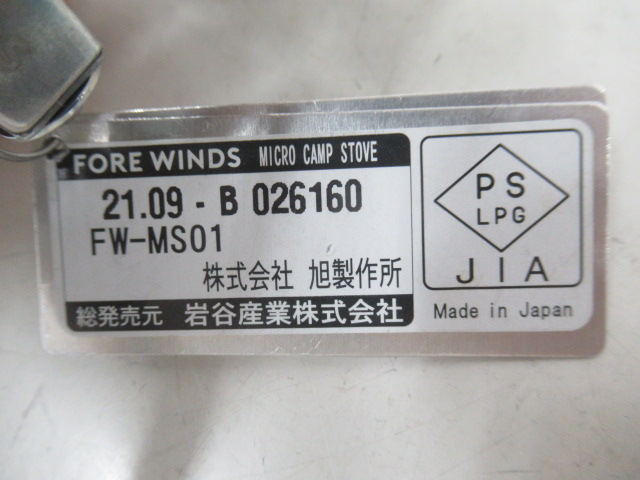 FORE WINDS MICRO CAMP STOVE
21.09 - B 026160
FW-MS01
株式会社 旭製作所
総発売元 岩谷産業株式会社
PS
LPG
JIA
Made in Japan